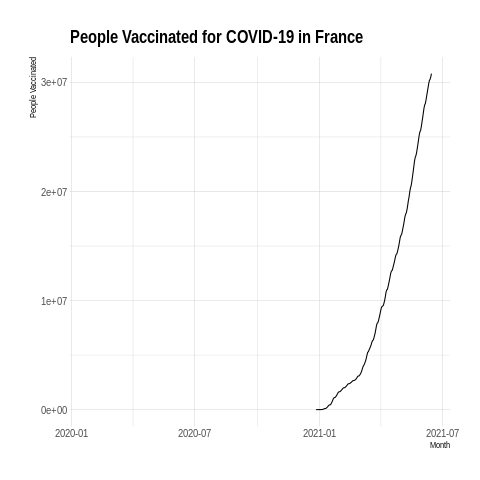 People Vaccinated for COVID-19 in France
People Vaccinated
3e+07
2e+07
1e+07
0e+00
2020-01 2020-07 2021-01 2021-07
Month